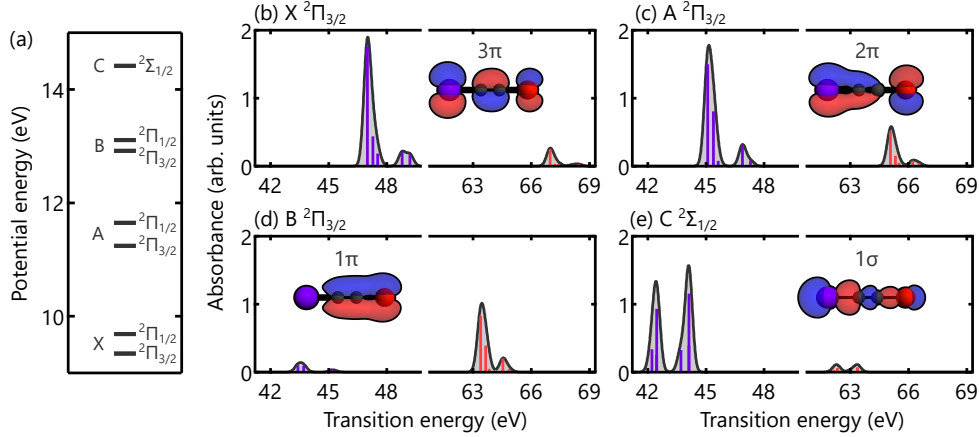 (a)
Potential energy (eV)
14
12
10
C ²Σ₁/₂
B ²Π₁/₂
²Π₃/₂
A ²Π₁/₂
²Π₃/₂
X ²Π₁/₂
²Π₃/₂
Absorbance (arb. units)
(b) X ²Π₃/₂
3π
2
1
0
42 45 48 63 66 69
(c) A ²Π₃/₂
2π
2
1
0
42 45 48 63 66 69
(d) B ²Π₃/₂
1π
2
1
0
42 45 48 63 66 69
Transition energy (eV)
(e) C ²Σ₁/₂
1σ
2
1
0
42 45 48 63 66 69
Transition energy (eV)